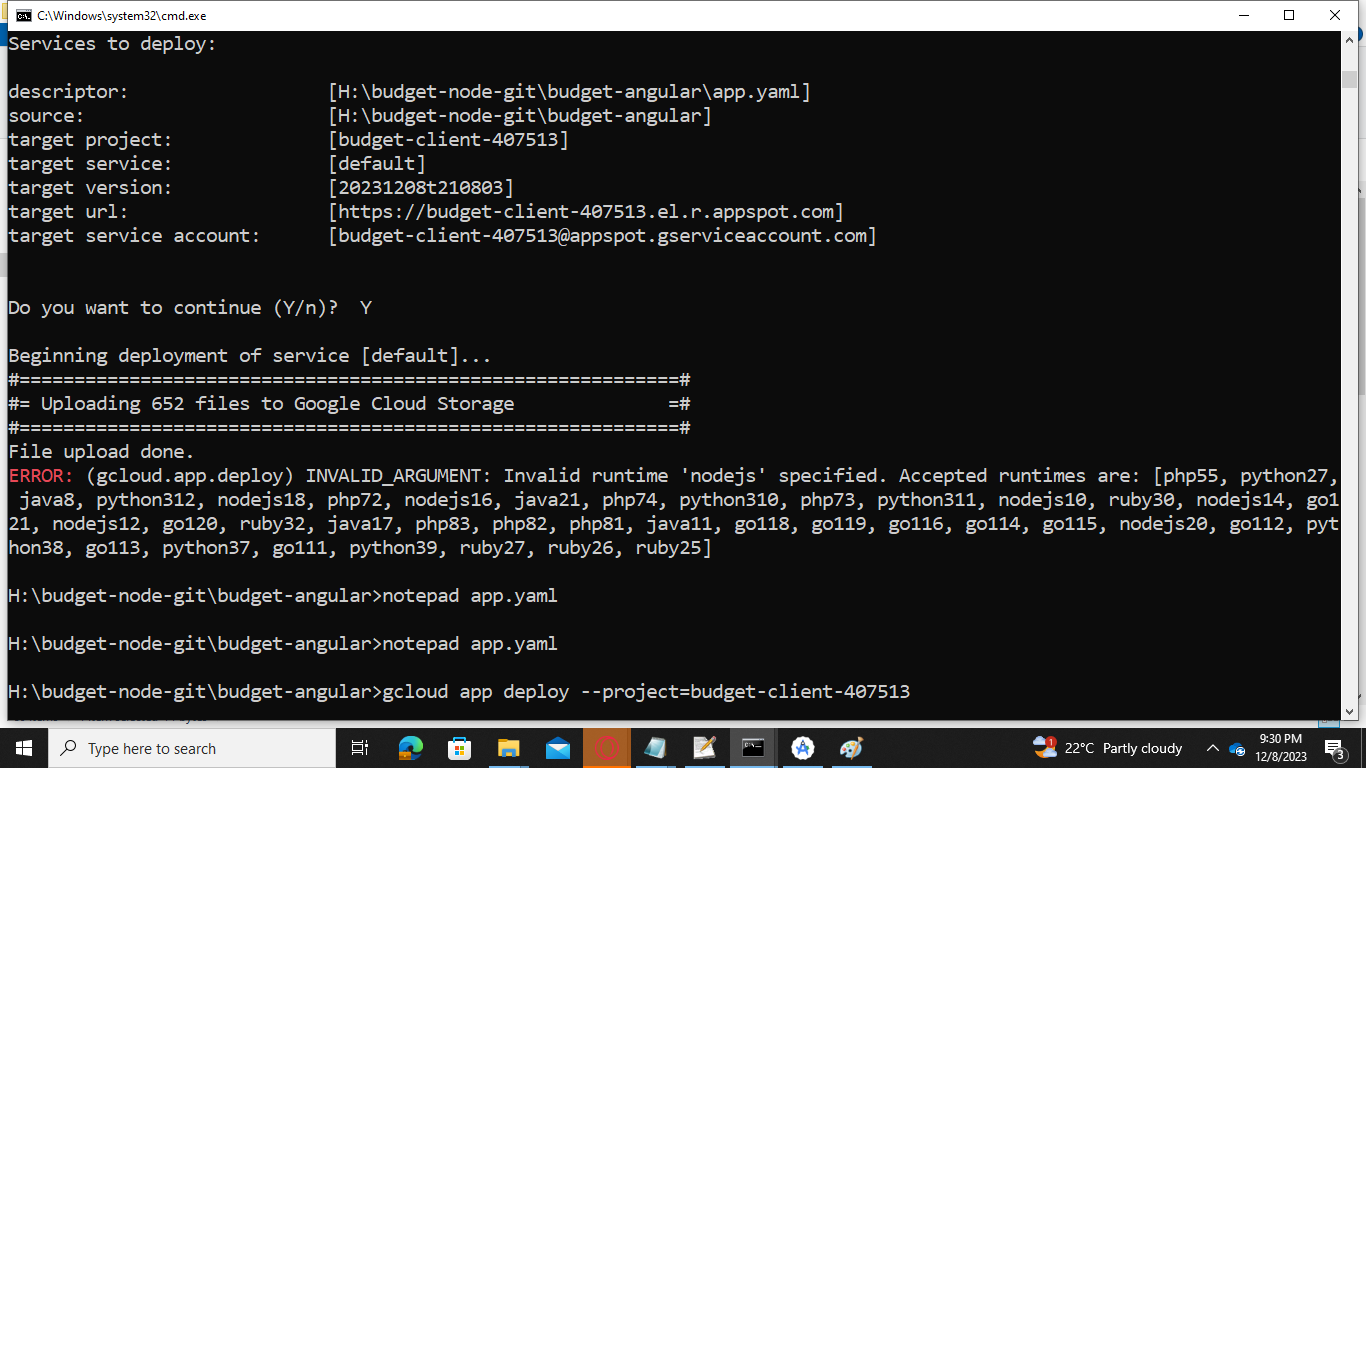 C:\Windows\system32\cmd.exe
Services to deploy:
descriptor:                  [H:\budget-node-git\budget-angular\app.yaml]
source:                      [H:\budget-node-git\budget-angular]
target project:              [budget-client-407513]
target service:              [default]
target version:              [20231208t210803]
target url:                  [https://budget-client-407513.el.r.appspot.com]
target service account:      [budget-client-407513@appspot.gserviceaccount.com]
Do you want to continue (Y/n)?  Y
Beginning deployment of service [default]...
#============================================================#
#= Uploading 652 files to Google Cloud Storage              =#
#============================================================#
File upload done.
ERROR: (gcloud.app.deploy) INVALID_ARGUMENT: Invalid runtime 'nodejs' specified. Accepted runtimes are: [php55, python27,
 java8, python312, nodejs18, php72, nodejs16, java21, php74, python310, php73, python311, nodejs10, ruby30, nodejs14, go1
21, nodejs12, go120, ruby32, java17, php83, php82, php81, java11, go118, go119, go116, go114, go115, nodejs20, go112, pyt
hon38, go113, python37, go111, python39, ruby27, ruby26, ruby25]
H:\budget-node-git\budget-angular>notepad app.yaml
H:\budget-node-git\budget-angular>notepad app.yaml
H:\budget-node-git\budget-angular>gcloud app deploy --project=budget-client-407513
Type here to search
1
22°C Partly cloudy
9:30 PM
12/8/2023
3